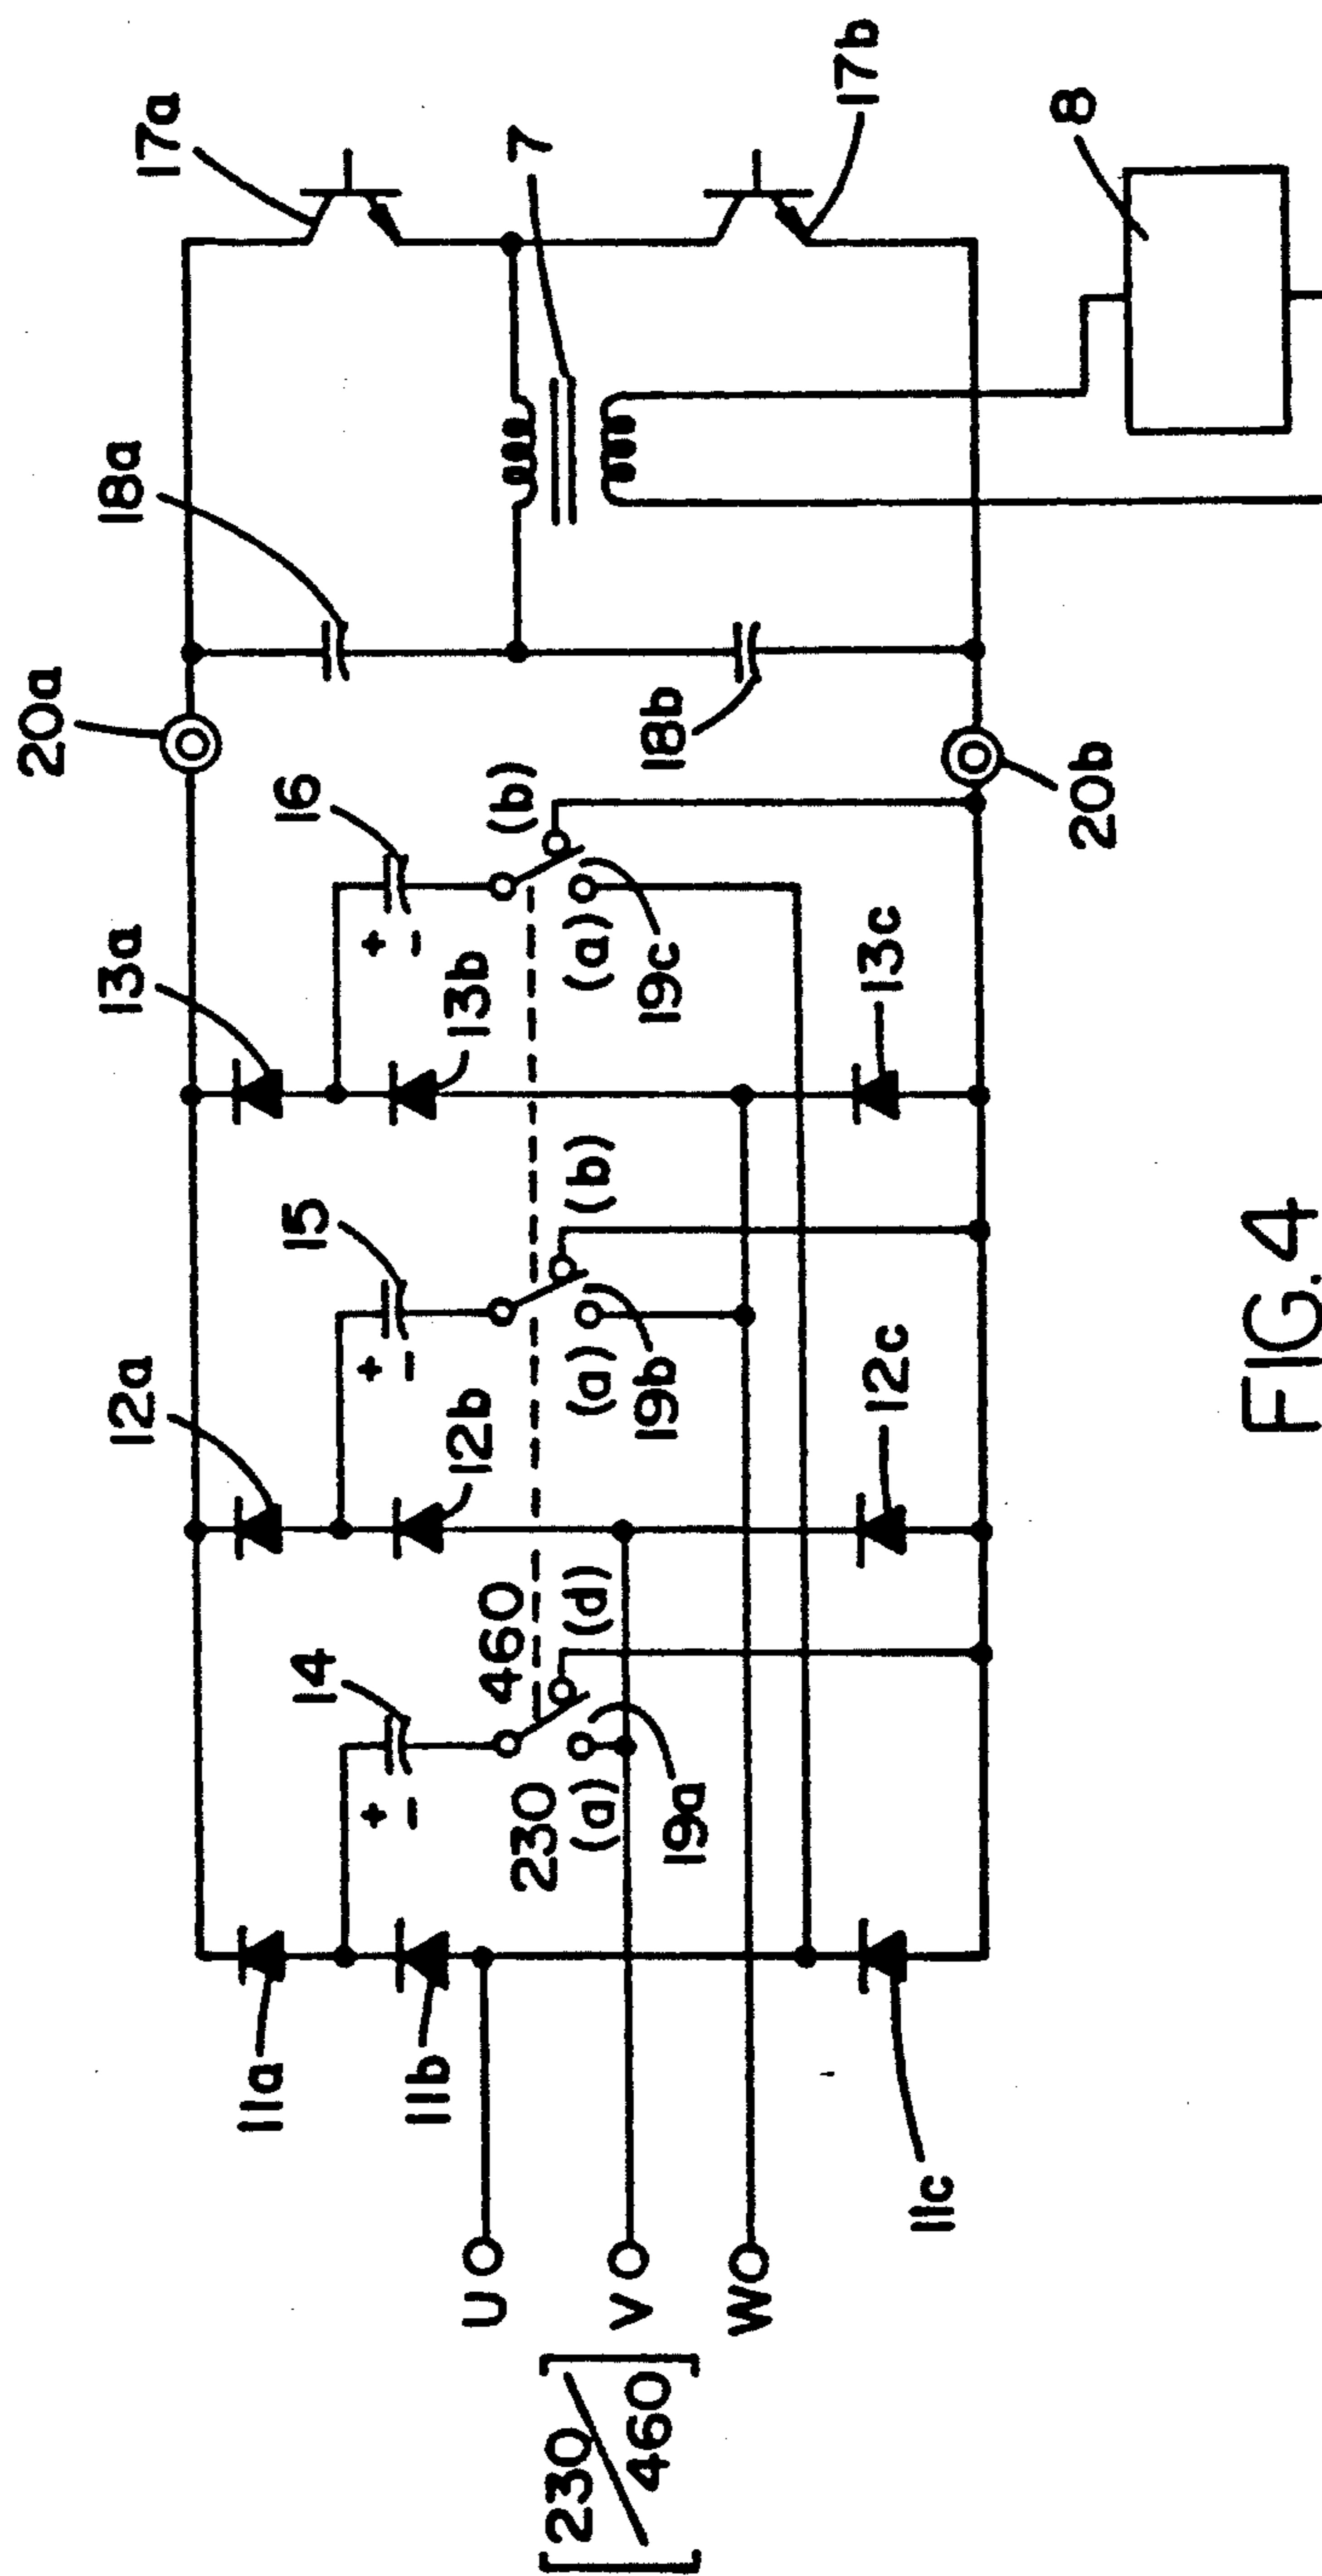 17a
17b
7
8
18a
18b
20a
20b
16
(b)
(a)
19c
+
-
13a
13b
13c
15
(b)
(a)
19b
+
-
12a
12b
12c
14
460
(d)
230
(a)
19a
+
-
11a
11b
11c
U
V
W
[230/460]
FIG. 4